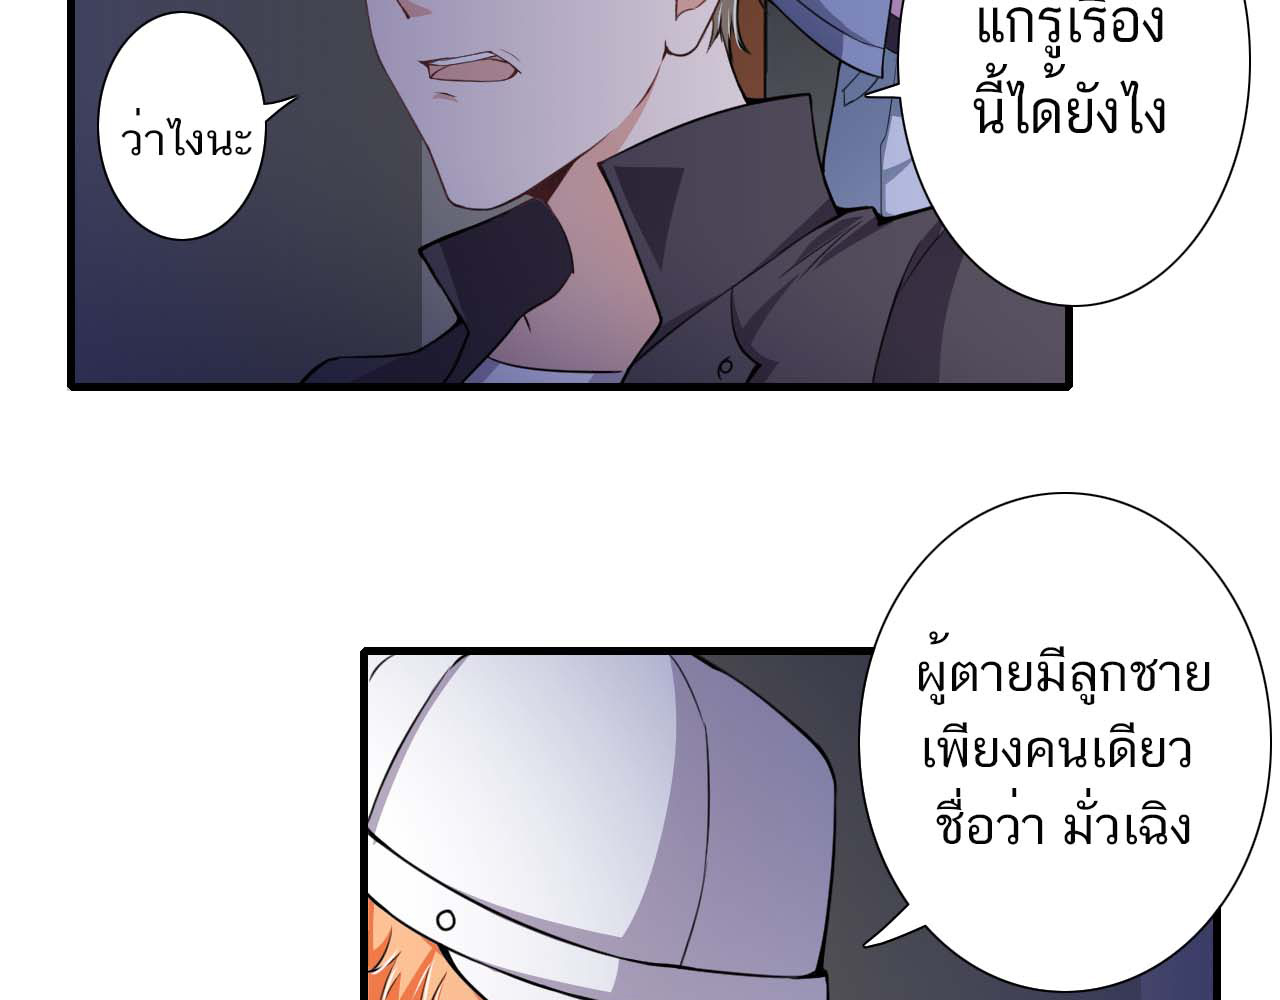 แกรู้เรื่อง
นี้ได้ยังไง
ว่าไงนะ
ผู้ตายมีลูกชาย
เพียงคนเดียว
ชื่อว่า มั่วเฉิง